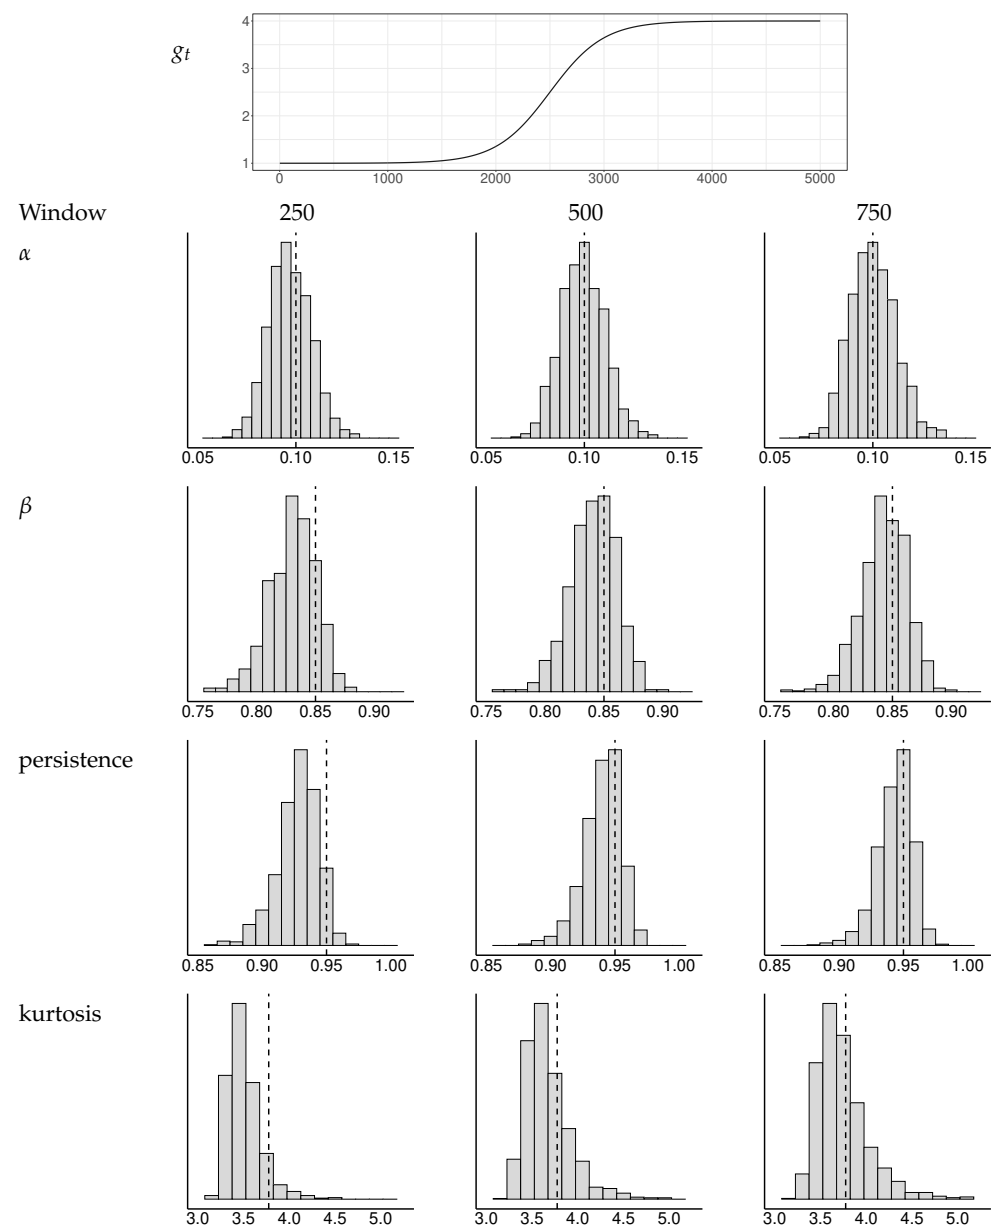 4
g_t
3
2
1
0 1000 2000 3000 4000 5000
Window 250 500 750
α
0.05 0.10 0.15 0.05 0.10 0.15 0.05 0.10 0.15
β
0.75 0.80 0.85 0.90 0.75 0.80 0.85 0.90 0.75 0.80 0.85 0.90
persistence
0.85 0.90 0.95 1.00 0.85 0.90 0.95 1.00 0.85 0.90 0.95 1.00
kurtosis
3.0 3.5 4.0 4.5 5.0 3.0 3.5 4.0 4.5 5.0 3.0 3.5 4.0 4.5 5.0